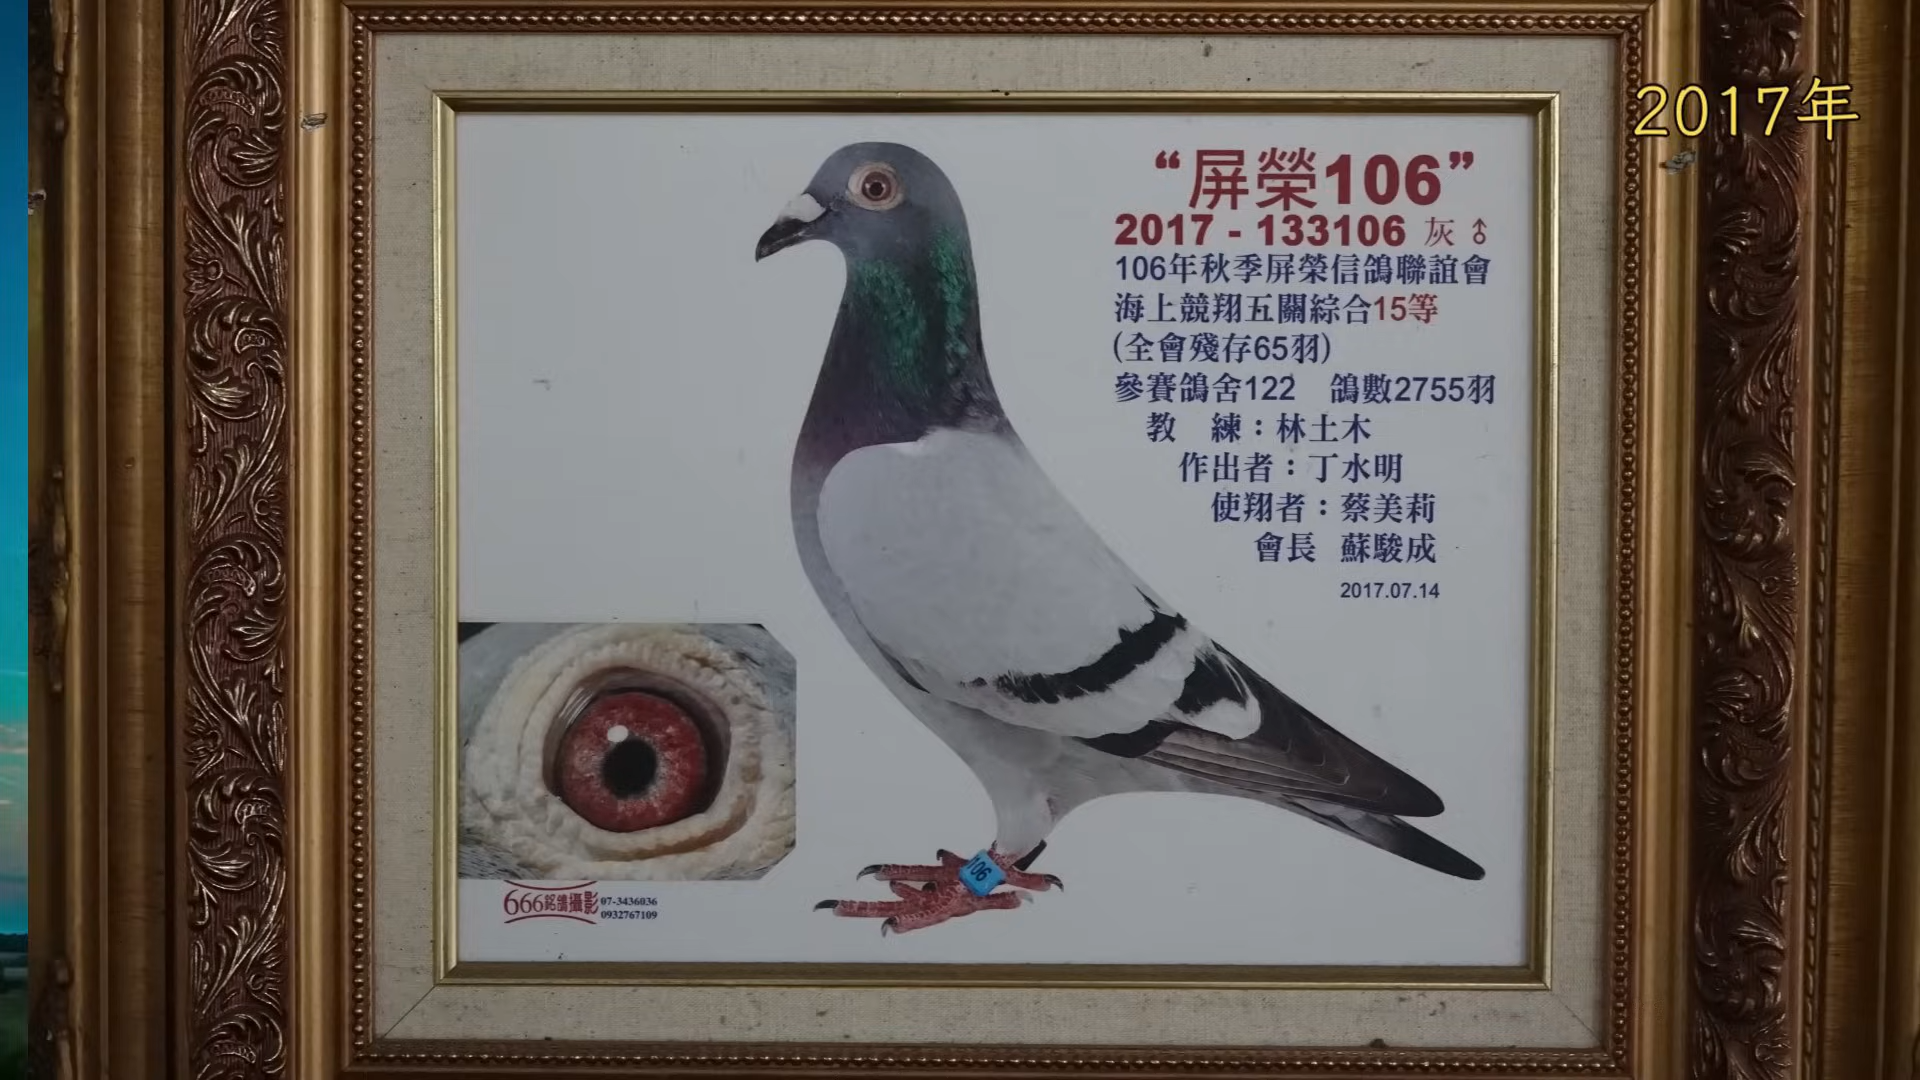 2017年
“屏榮106”
2017 - 133106 灰 ♂
106年秋季屏榮信鴿聯誼會
海上競翔五關綜合15等
(全會殘存65羽)
參賽鴿舍122 鴿數2755羽
教 練：林土木
作出者：丁水明
使翔者：蔡美莉
會長 蘇駿成
2017.07.14
106
666銘鴿攝影 07-3436036
0932767109